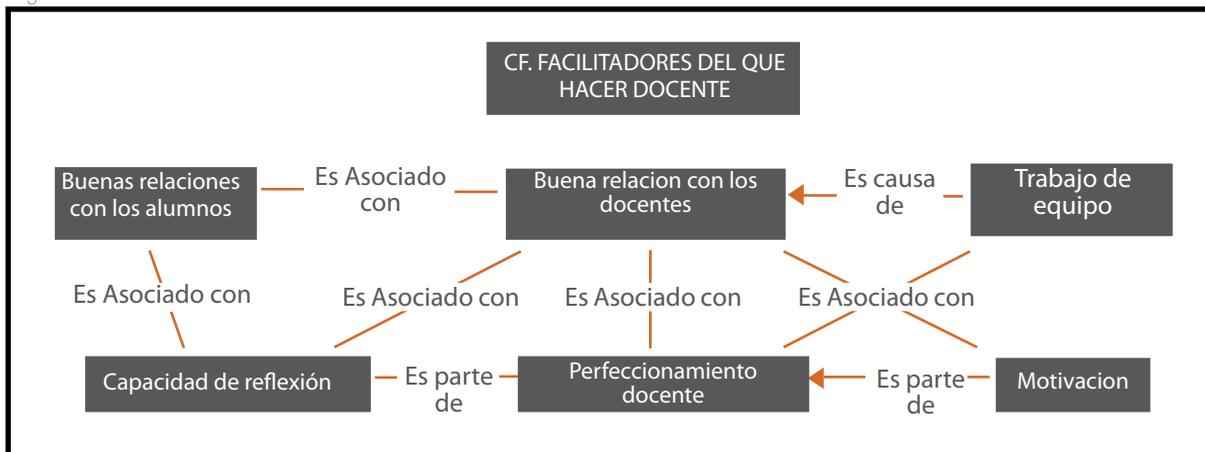 CF. FACILITADORES DEL QUE
HACER DOCENTE
Buenas relaciones
con los alumnos
Es Asociado
con
Buena relacion con los
docentes
Es causa
de
Trabajo de
equipo
Es Asociado con
Es Asociado con
Es Asociado con
Es Asociado con
Capacidad de reflexión
Es parte
de
Perfeccionamiento
docente
Es parte
de
Motivacion